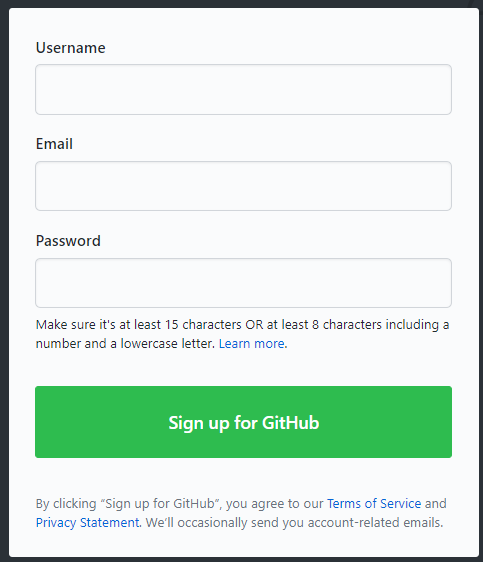 Username
Email
Password
Make sure it's at least 15 characters OR at least 8 characters including a
number and a lowercase letter. Learn more.
Sign up for GitHub
By clicking “Sign up for GitHub”, you agree to our Terms of Service and
Privacy Statement. We’ll occasionally send you account-related emails.